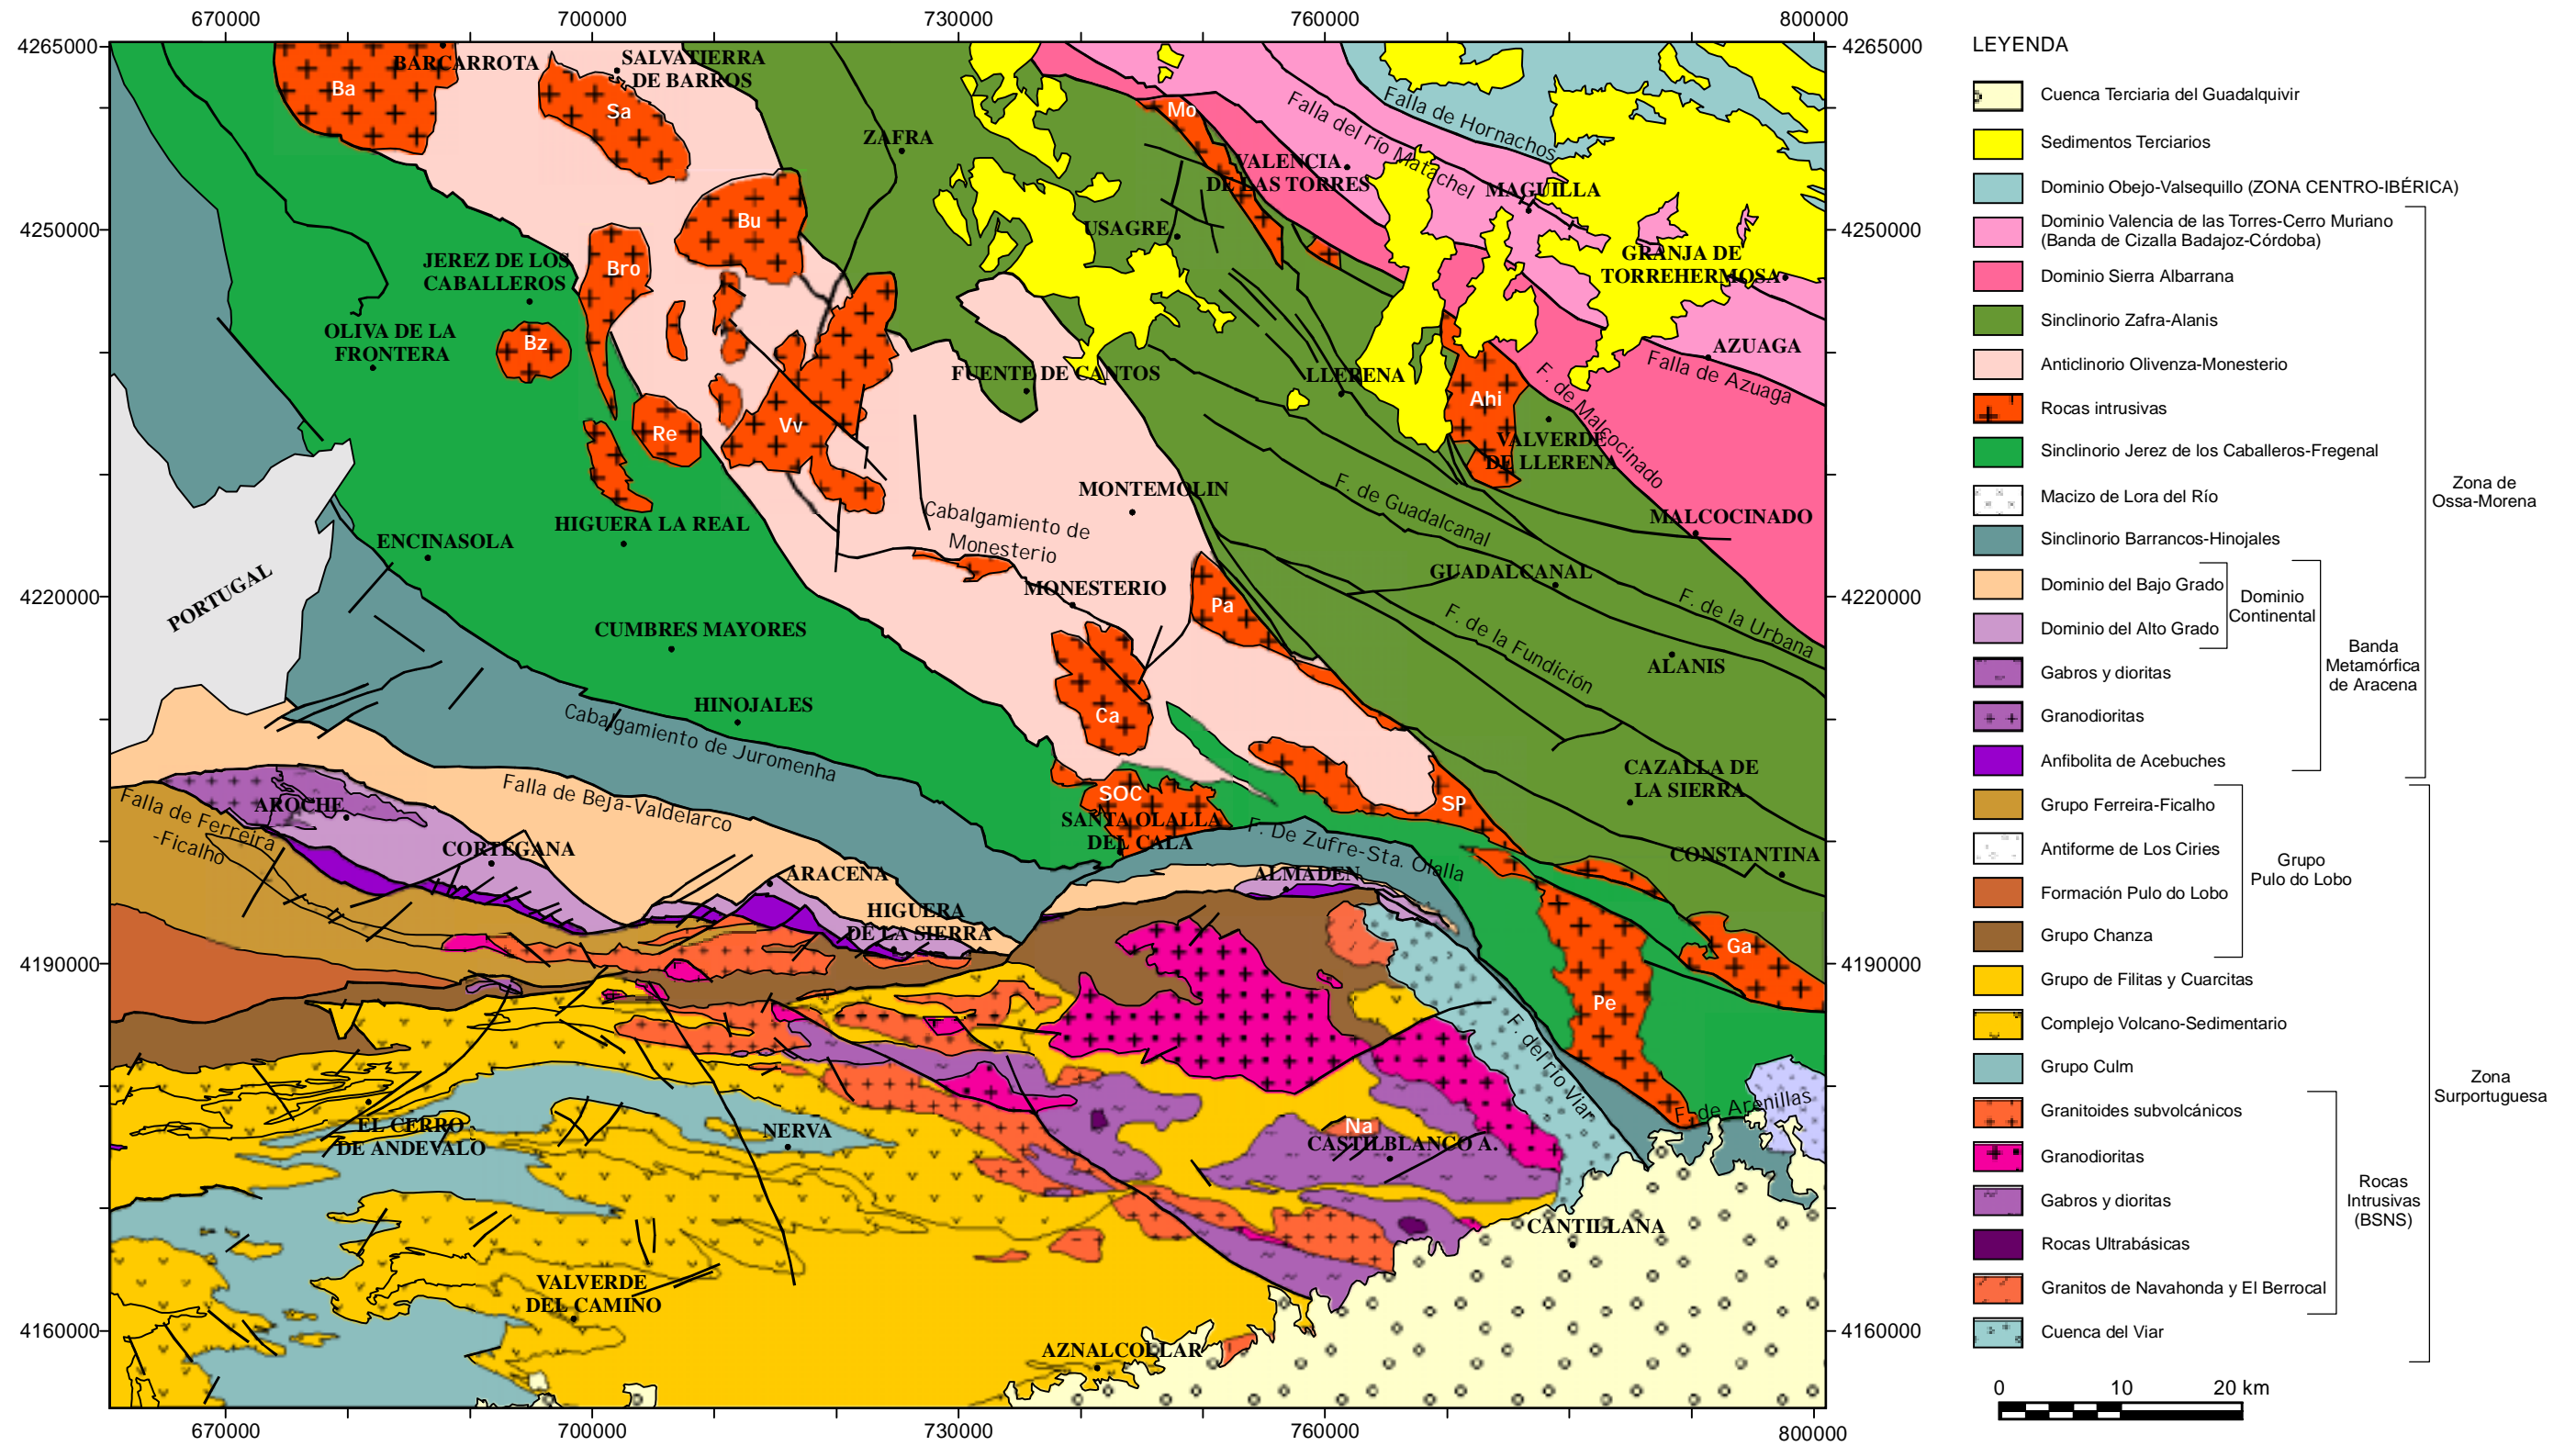 670000
700000
730000
760000
800000
4265000
4250000
4220000
4190000
4160000
4265000
4250000
4220000
4190000
4160000
670000
700000
730000
760000
800000
BARCARROTA
SALVATIERRA
DE BARROS
Ba
Sa
ZAFRA
Mo
Falla de Hornachos
Falla del río Matachel
VALENCIA
DE LAS TORRES
MAGUILLA
Bu
USAGRE
JEREZ DE LOS
CABALLEROS
Bro
GRANJA DE
TORREHERMOSA
OLIVA DE LA
FRONTERA
Bz
FUENTE DE CANTOS
LLERENA
AZUAGA
Falla de Azuaga
F. de Malcocinado
Ahi
Re
Vv
VALVERDE
DE LLERENA
MONTEMOLIN
F. de Guadalcanal
MALCOCINADO
HIGUERA LA REAL
ENCINASOLA
Cabalgamiento de
Monesterio
PORTUGAL
MONESTERIO
GUADALCANAL
Pa
F. de la Urbana
F. de la Fundición
CUMBRES MAYORES
ALANIS
HINOJALES
Ca
Cabalgamiento de Juromenha
CAZALLA DE
LA SIERRA
SOC
SP
Falla de Beja-Valdelarco
AROCHE
Falla de Ferreira
-Ficalho
SANTA OLALLA
DEL CALA
F. De Zufre-Sta. Olalla
CORTEGANA
CONSTANTINA
ARACENA
ALMADEN
HIGUERA
DE LA SIERRA
Ga
Pe
F. del río Viar
F. de Arenillas
EL CERRO
DE ANDEVALO
NERVA
Na
CASTILBLANCO A.
CANTILLANA
VALVERDE
DEL CAMINO
AZNALCOLLAR
LEYENDA
Cuenca Terciaria del Guadalquivir
Sedimentos Terciarios
Dominio Obejo-Valsequillo (ZONA CENTRO-IBÉRICA)
Dominio Valencia de las Torres-Cerro Muriano
(Banda de Cizalla Badajoz-Córdoba)
Dominio Sierra Albarrana
Sinclinorio Zafra-Alanis
Anticlinorio Olivenza-Monesterio
Rocas intrusivas
Sinclinorio Jerez de los Caballeros-Fregenal
Macizo de Lora del Río
Sinclinorio Barrancos-Hinojales
Dominio del Bajo Grado
Dominio del Alto Grado
Gabros y dioritas
Granodioritas
Anfibolita de Acebuches
Grupo Ferreira-Ficalho
Antiforme de Los Ciries
Formación Pulo do Lobo
Grupo Chanza
Grupo de Filitas y Cuarcitas
Complejo Volcano-Sedimentario
Grupo Culm
Granitoides subvolcánicos
Granodioritas
Gabros y dioritas
Rocas Ultrabásicas
Granitos de Navahonda y El Berrocal
Cuenca del Viar
Dominio
Continental
Banda
Metamórfica
de Aracena
Zona de
Ossa-Morena
Grupo
Pulo do Lobo
Rocas
Intrusivas
(BSNS)
Zona
Surportuguesa
0 10 20 km